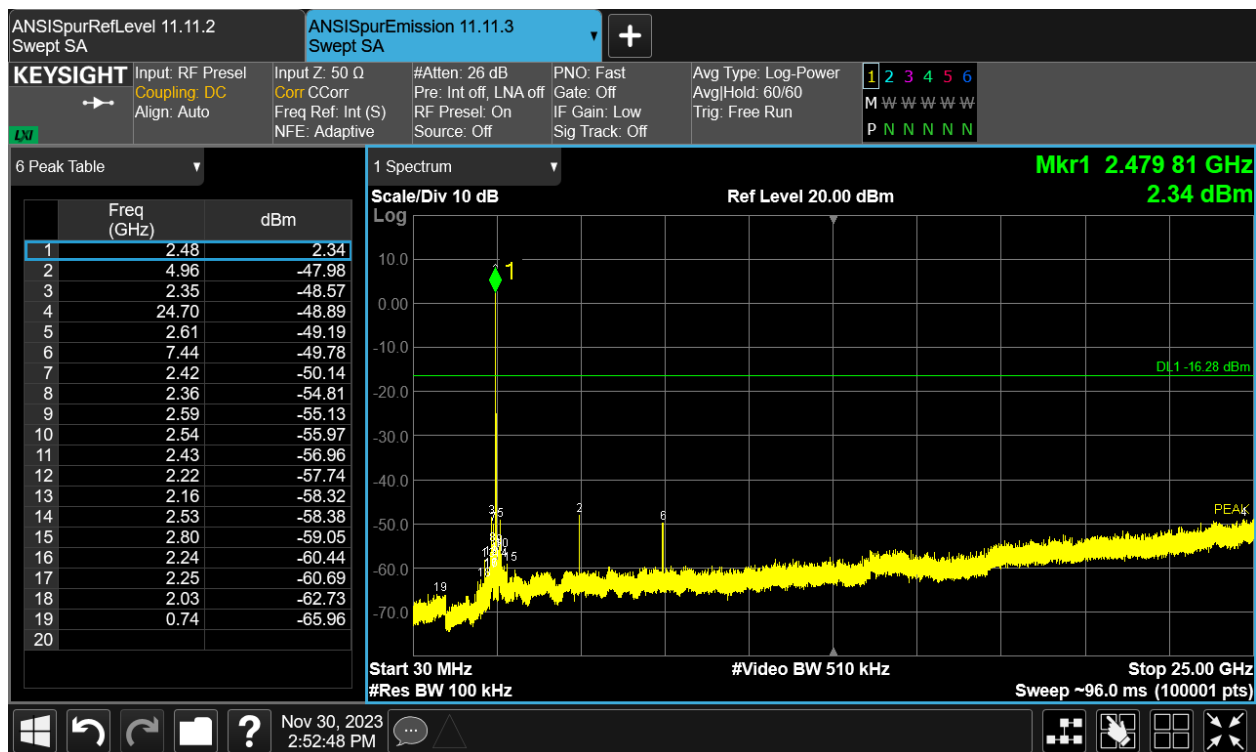 ANSISpurRefLevel 11.11.2
Swept SA
ANSISpurEmission 11.11.3
Swept SA
KEYSIGHT
LXI
Input: RF Presel
Coupling: DC
Align: Auto
Input Z: 50 Ω
Corr CCorr
Freq Ref: Int (S)
NFE: Adaptive
#Atten: 26 dB
Pre: Int off, LNA off
RF Presel: On
Source: Off
PNO: Fast
Gate: Off
IF Gain: Low
Sig Track: Off
Avg Type: Log-Power
Avg|Hold: 60/60
Trig: Free Run
1 2 3 4 5 6
M W W W W W
P N N N N N
6 Peak Table
Freq (GHz) dBm
1 2.48 2.34
2 4.96 -47.98
3 2.35 -48.57
4 24.70 -48.89
5 2.61 -49.19
6 7.44 -49.78
7 2.42 -50.14
8 2.36 -54.81
9 2.59 -55.13
10 2.54 -55.97
11 2.43 -56.96
12 2.22 -57.74
13 2.16 -58.32
14 2.53 -58.38
15 2.80 -59.05
16 2.24 -60.44
17 2.25 -60.69
18 2.03 -62.73
19 0.74 -65.96
20
1 Spectrum
Mkr1 2.479 81 GHz
2.34 dBm
Scale/Div 10 dB
Ref Level 20.00 dBm
Log
10.0
0.00
-10.0
-20.0
-30.0
-40.0
-50.0
-60.0
-70.0
1
DL1 -16.28 dBm
2
6
PEAK
4
19
Start 30 MHz
#Video BW 510 kHz
Stop 25.00 GHz
#Res BW 100 kHz
Sweep ~96.0 ms (100001 pts)
?
Nov 30, 2023
2:52:48 PM